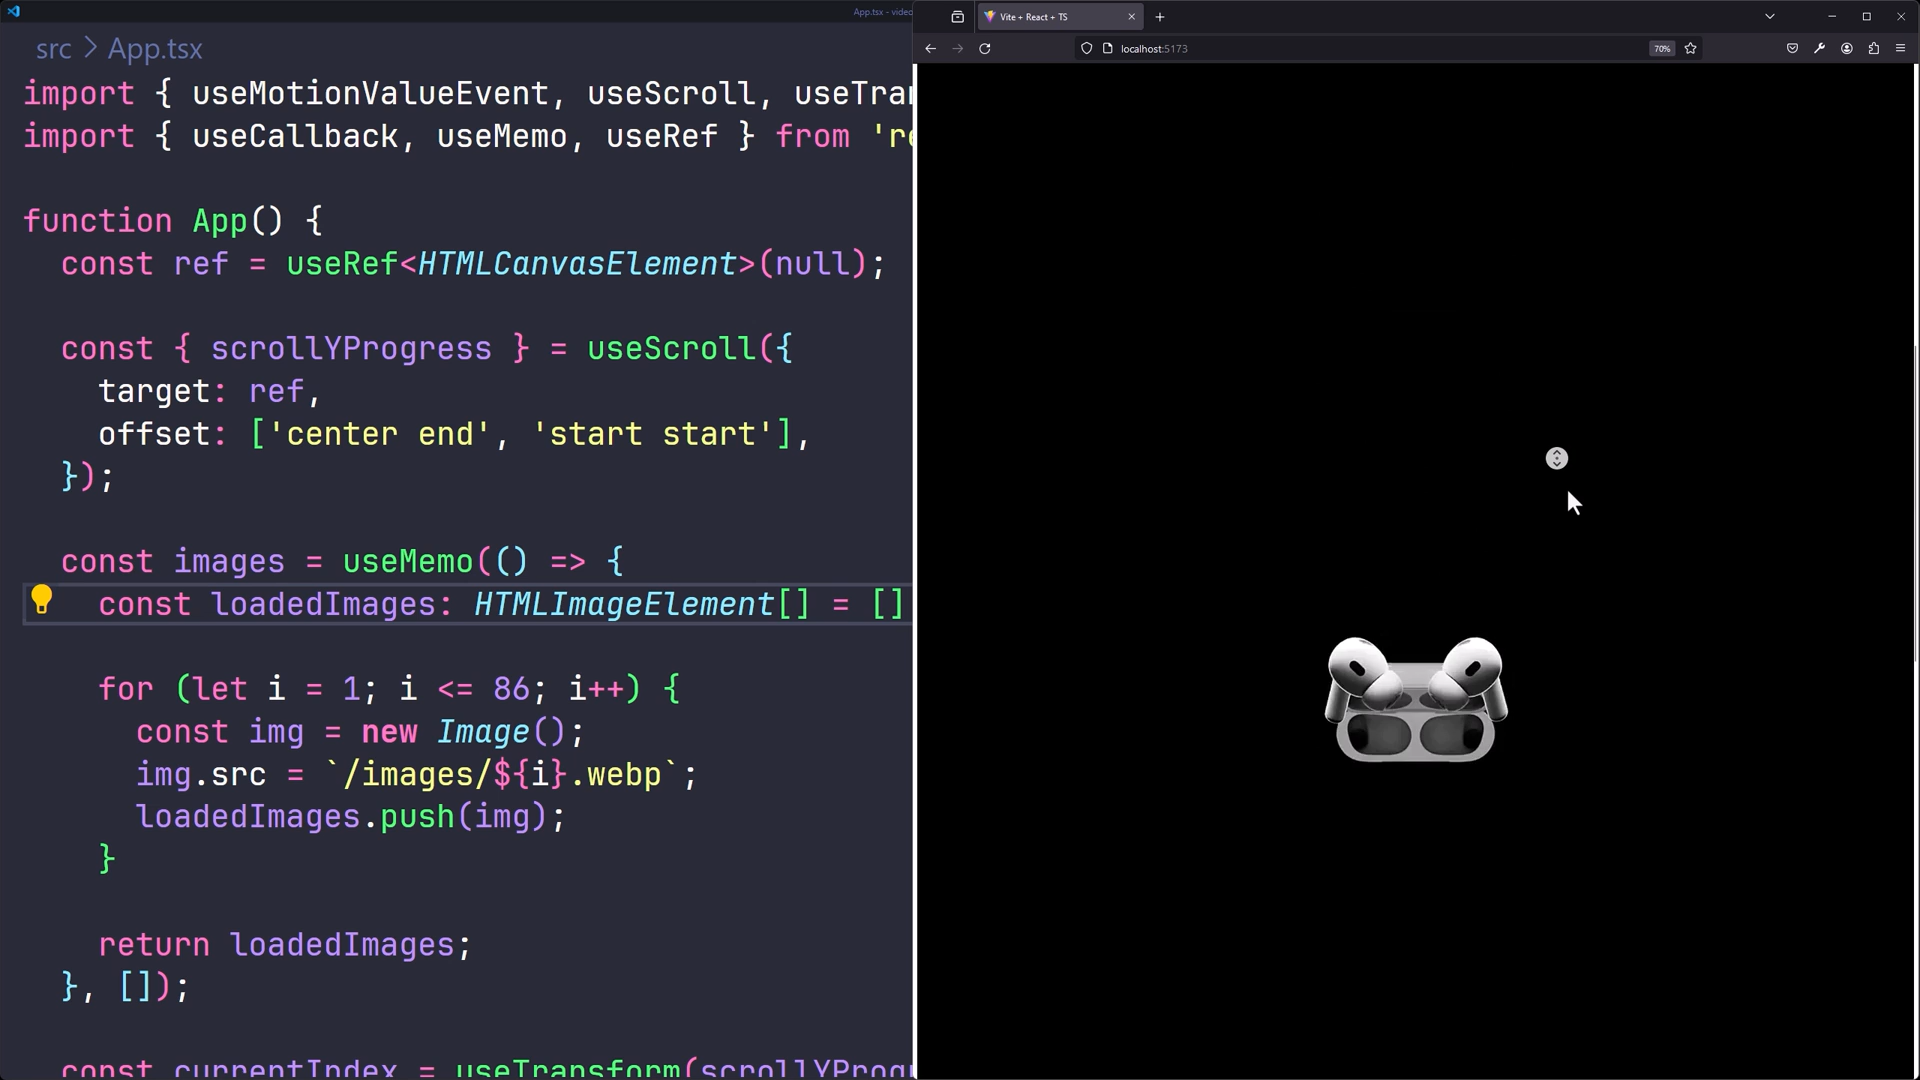 App.tsx - video
src > App.tsx
import { useMotionValueEvent, useScroll, useTran
import { useCallback, useMemo, useRef } from 're
function App() {
const ref = useRef<HTMLCanvasElement>(null);
const { scrollYProgress } = useScroll({
target: ref,
offset: ['center end', 'start start'],
});
const images = useMemo(() => {
const loadedImages: HTMLImageElement[] = []
for (let i = 1; i <= 86; i++) {
const img = new Image();
img.src = `/images/${i}.webp`;
loadedImages.push(img);
}
return loadedImages;
}, []);
const currentIndex = useTransform(scrollYProgr
Vite + React + TS
localhost:5173
70%